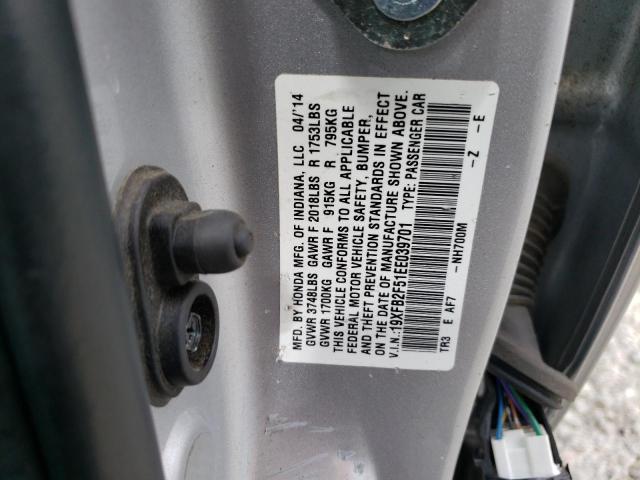 MFD. BY HONDA MFG. OF INDIANA, LLC 04/'14
GVWR 3748LBS GAWR F 2018LBS R 1753LBS
GVWR 1700KG GAWR F 915KG R 795KG
THIS VEHICLE CONFORMS TO ALL APPLICABLE
FEDERAL MOTOR VEHICLE SAFETY, BUMPER,
AND THEFT PREVENTION STANDARDS IN EFFECT
ON THE DATE OF MANUFACTURE SHOWN ABOVE.
V.I.N.:19XFB2F51EE039701 TYPE: PASSENGER CAR
-NH700M -Z -E
TR3 E AF7